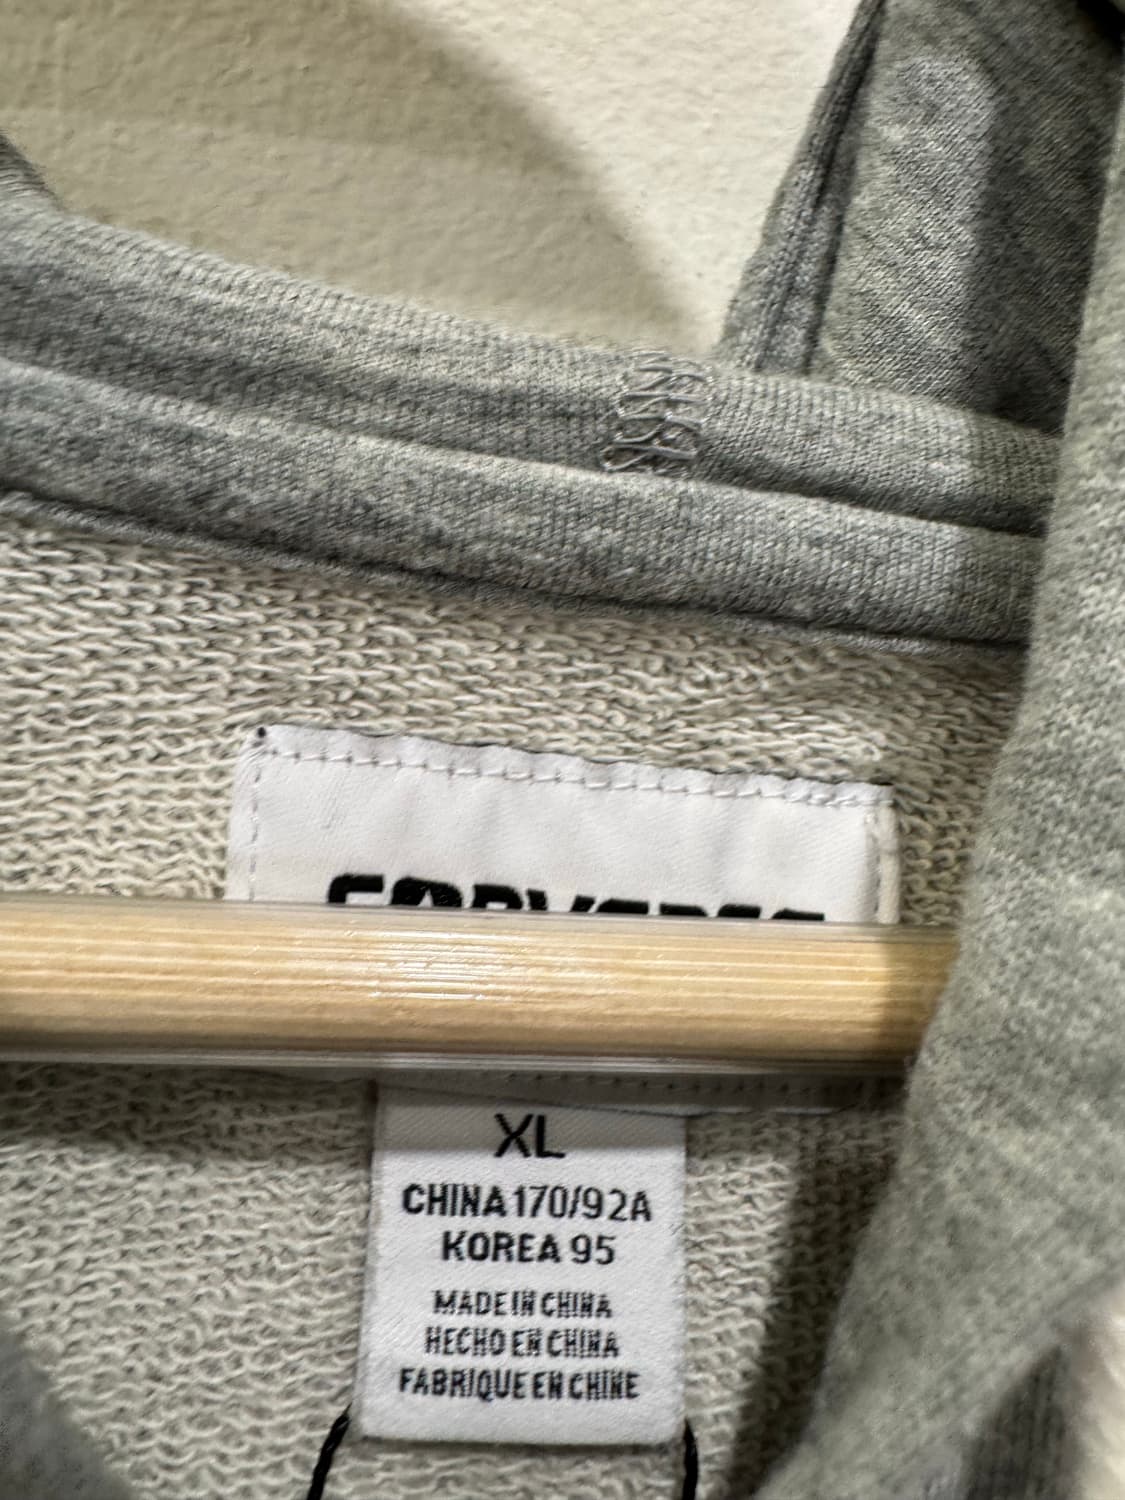 XL
CHINA 170/92A
KOREA 95
MADE IN CHINA
HECHO EN CHINA
FABRIQUE EN CHINE